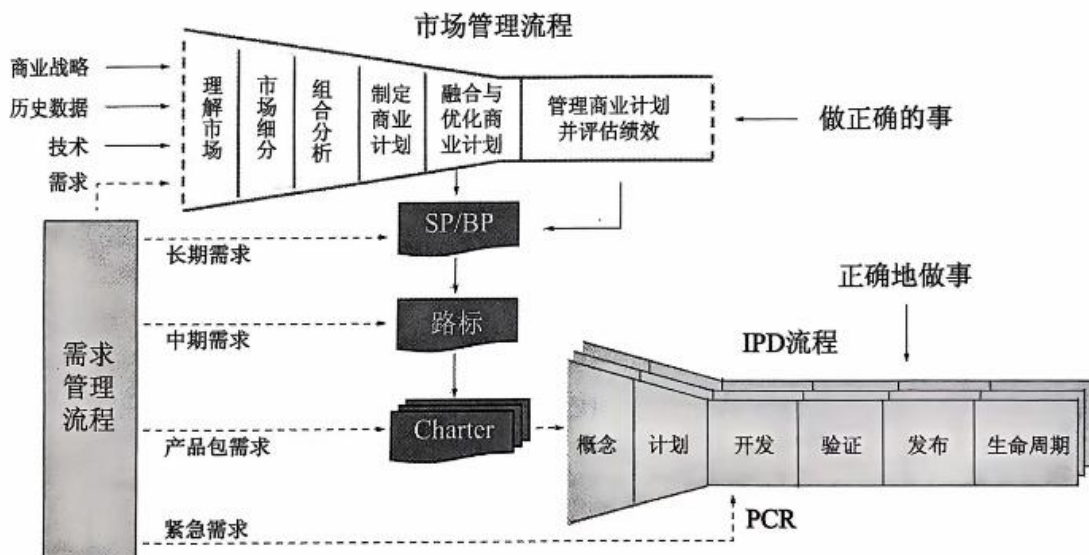 市场管理流程
商业战略
历史数据
技术
需求
理解市场
市场细分
组合分析
制定
商业
计划
融合与
优化商
业计划
管理商业计划
并评估绩效
做正确的事
SP/BP
长期需求
正确地做事
路标
中期需求
IPD流程
需求
管理
流程
Charter
产品包需求
概念
计划
开发
验证
发布
生命周期
紧急需求
PCR